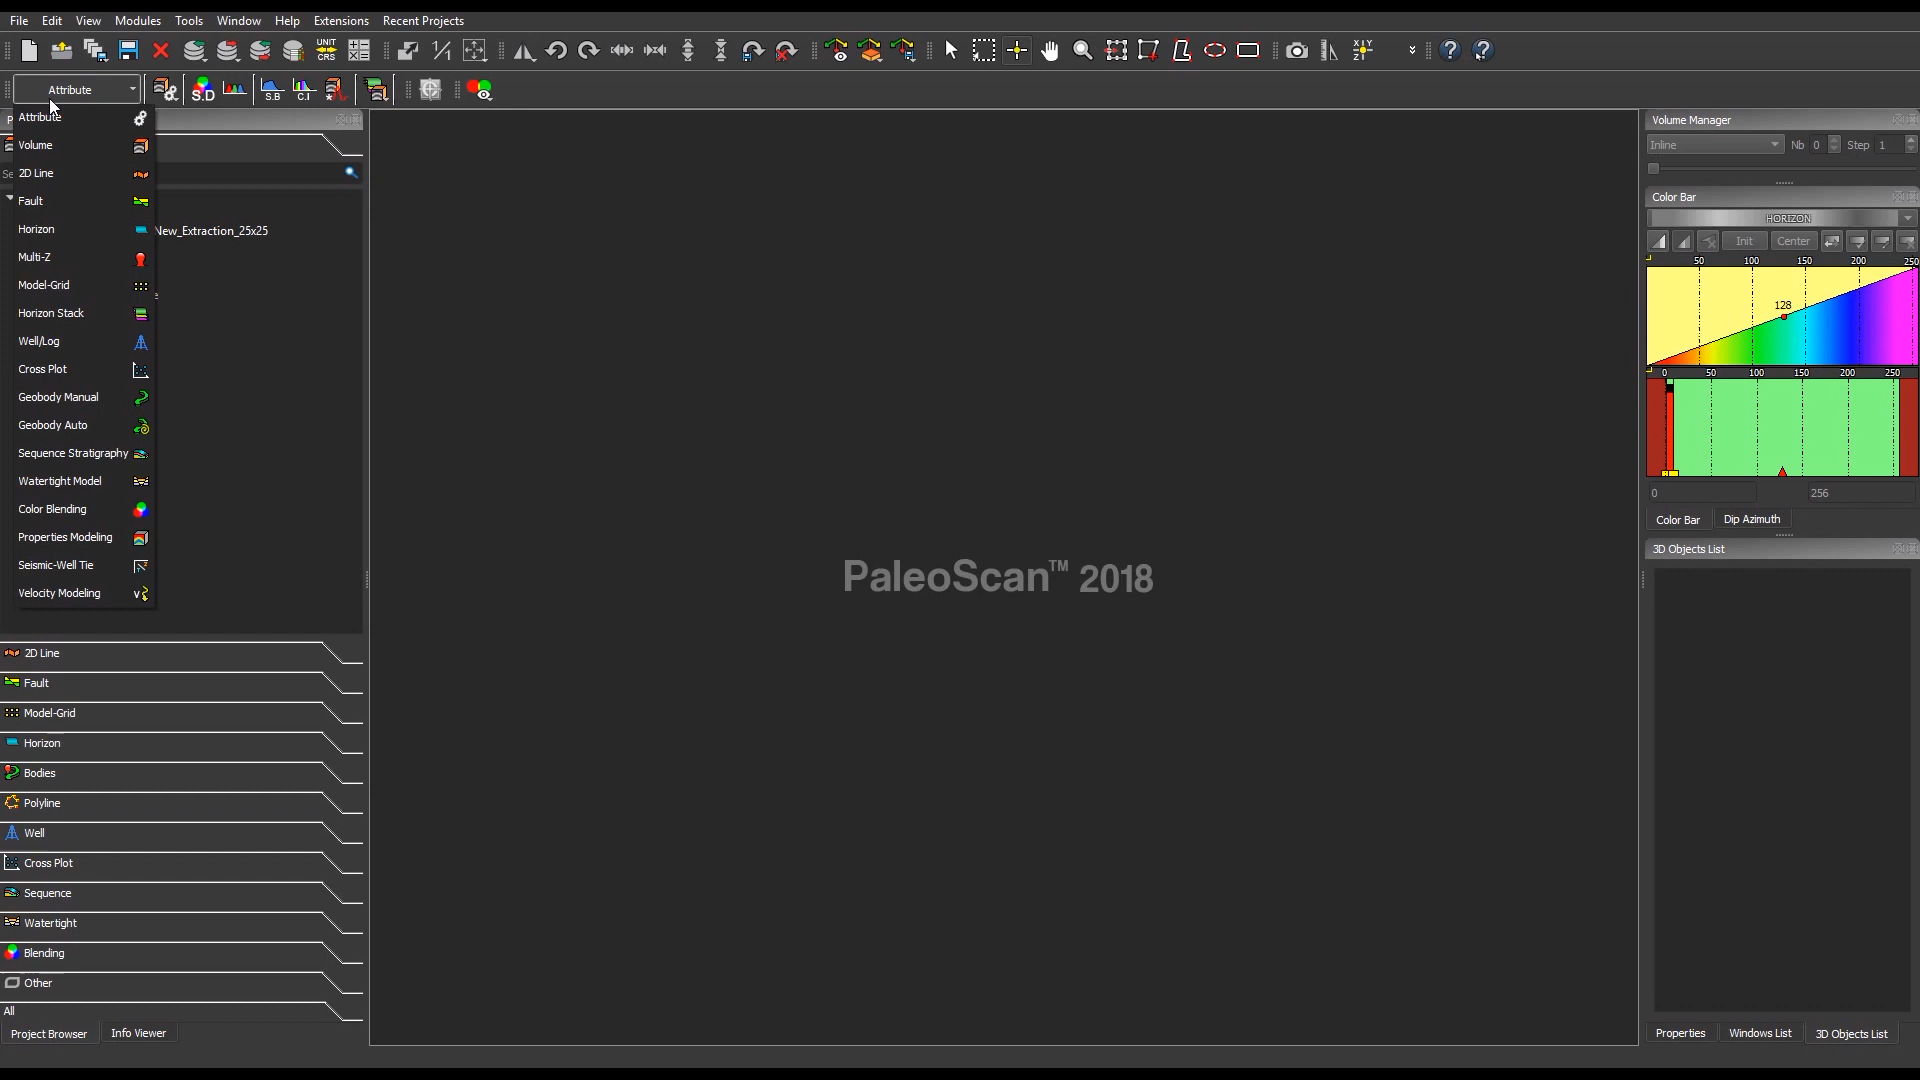 File Edit View Modules Tools Window Help Extensions Recent Projects
UNIT
CRS
1/1
X Y
Z
Attribute
S.D
S.B
C.I
Attribute
Volume
2D Line
Fault
Horizon
Multi-Z
Model-Grid
Horizon Stack
Well/Log
Cross Plot
Geobody Manual
Geobody Auto
Sequence Stratigraphy
Watertight Model
Color Blending
Properties Modeling
Seismic-Well Tie
Velocity Modeling
New_Extraction_25x25
2D Line
Fault
Model-Grid
Horizon
Bodies
Polyline
Well
Cross Plot
Sequence
Watertight
Blending
Other
All
Project Browser Info Viewer
PaleoScan™ 2018
Volume Manager
Inline Nb 0 Step 1
Color Bar
HORIZON
Init Center
50 100 150 200 250
128
0 50 100 150 200 250
0 256
Color Bar Dip Azimuth
3D Objects List
Properties Windows List 3D Objects List